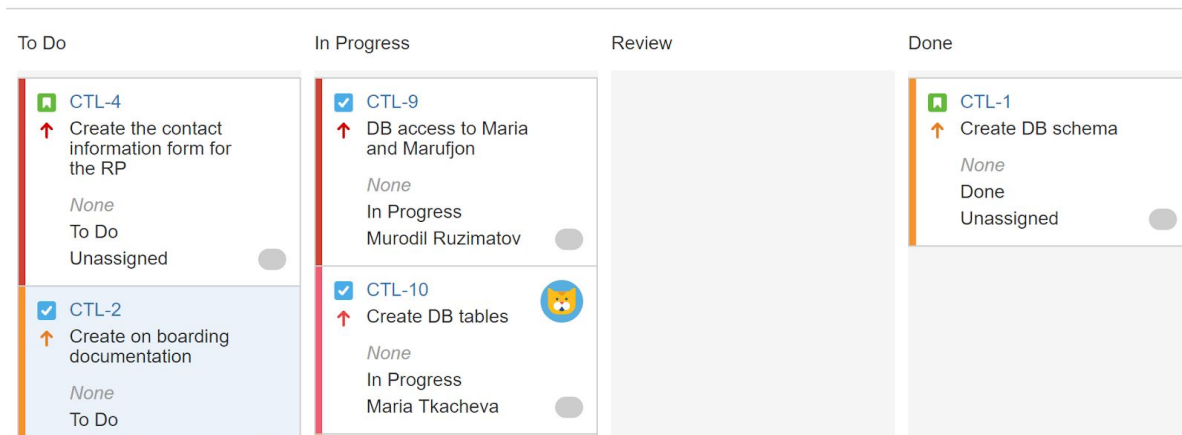 To Do
In Progress
Review
Done
CTL-4
Create the contact
information form for
the RP
None
To Do
Unassigned
CTL-2
Create on boarding
documentation
None
To Do
CTL-9
DB access to Maria
and Marufjon
None
In Progress
Murodil Ruzimatov
CTL-10
Create DB tables
None
In Progress
Maria Tkacheva
CTL-1
Create DB schema
None
Done
Unassigned